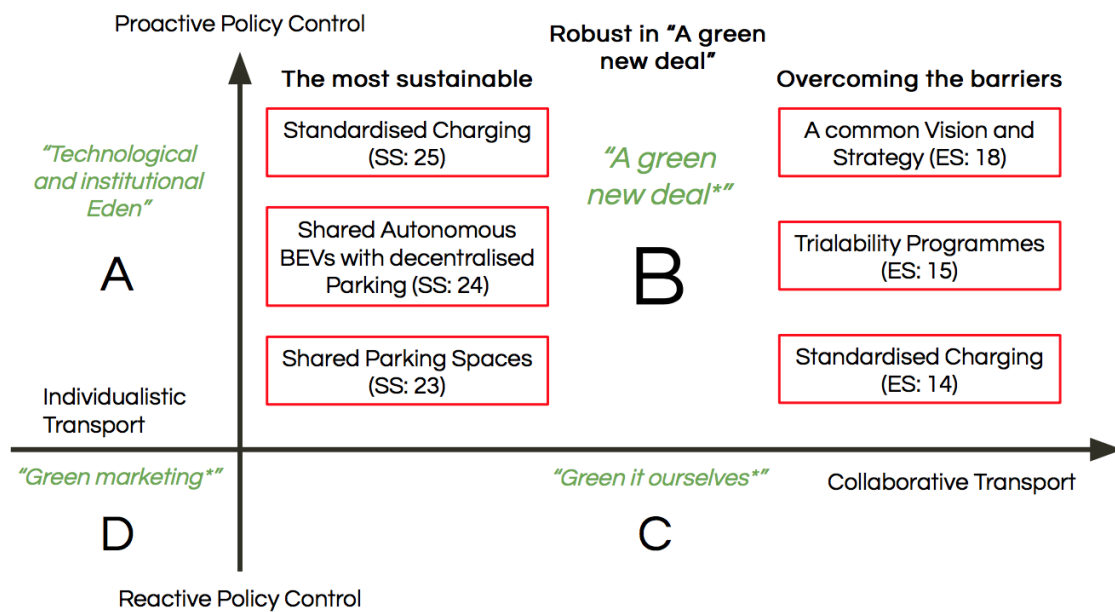 Proactive Policy Control
Robust in “A green
new deal”
The most sustainable
Overcoming the barriers
Standardised Charging
(SS: 25)
A common Vision and
Strategy (ES: 18)
“Technological
and institutional
Eden”
“A green
new deal*”
Shared Autonomous
BEVs with decentralised
Parking (SS: 24)
Trialability Programmes
(ES: 15)
A
B
Shared Parking Spaces
(SS: 23)
Standardised Charging
(ES: 14)
Individualistic
Transport
“Green marketing*”
“Green it ourselves*”
Collaborative Transport
D
C
Reactive Policy Control